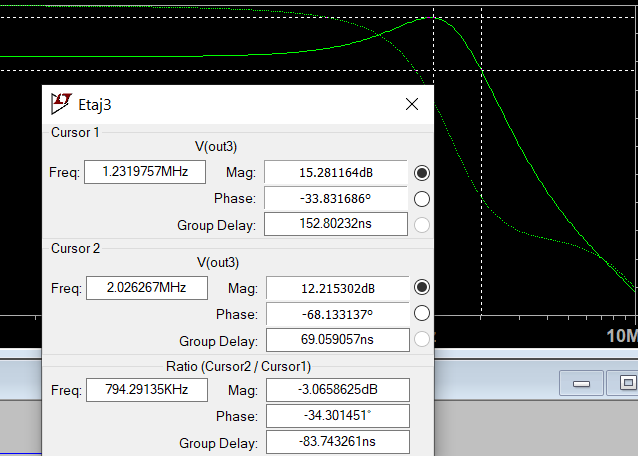 Etaj3
Cursor 1
V(out3)
Freq: 1.2319757MHz Mag: 15.281164dB
Phase: -33.831686º
Group Delay: 152.80232ns
Cursor 2
V(out3)
Freq: 2.026267MHz Mag: 12.215302dB
Phase: -68.133137º
Group Delay: 69.059057ns
Ratio (Cursor2 / Cursor1)
Freq: 794.29135KHz Mag: -3.0658625dB
Phase: -34.301451°
Group Delay: -83.743261ns
10M